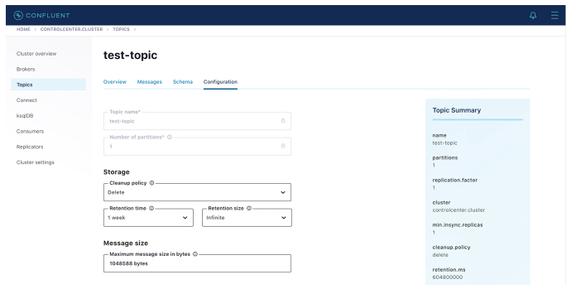 CONFLUENT
HOME > CONTROLCENTER.CLUSTER > TOPICS >
Cluster overview
Brokers
Topics
Connect
ksqlDB
Consumers
Replicators
Cluster settings
test-topic
Overview Messages Schema Configuration
Topic name*
test-topic
Number of partitions*
1
Storage
Cleanup policy
Delete
Retention time Retention size
1 week Infinite
Message size
Maximum message size in bytes
1048588 bytes
Topic Summary
name
test-topic
partitions
1
replication.factor
1
cluster
controlcenter.cluster
min.insync.replicas
1
cleanup.policy
delete
retention.ms
604800000